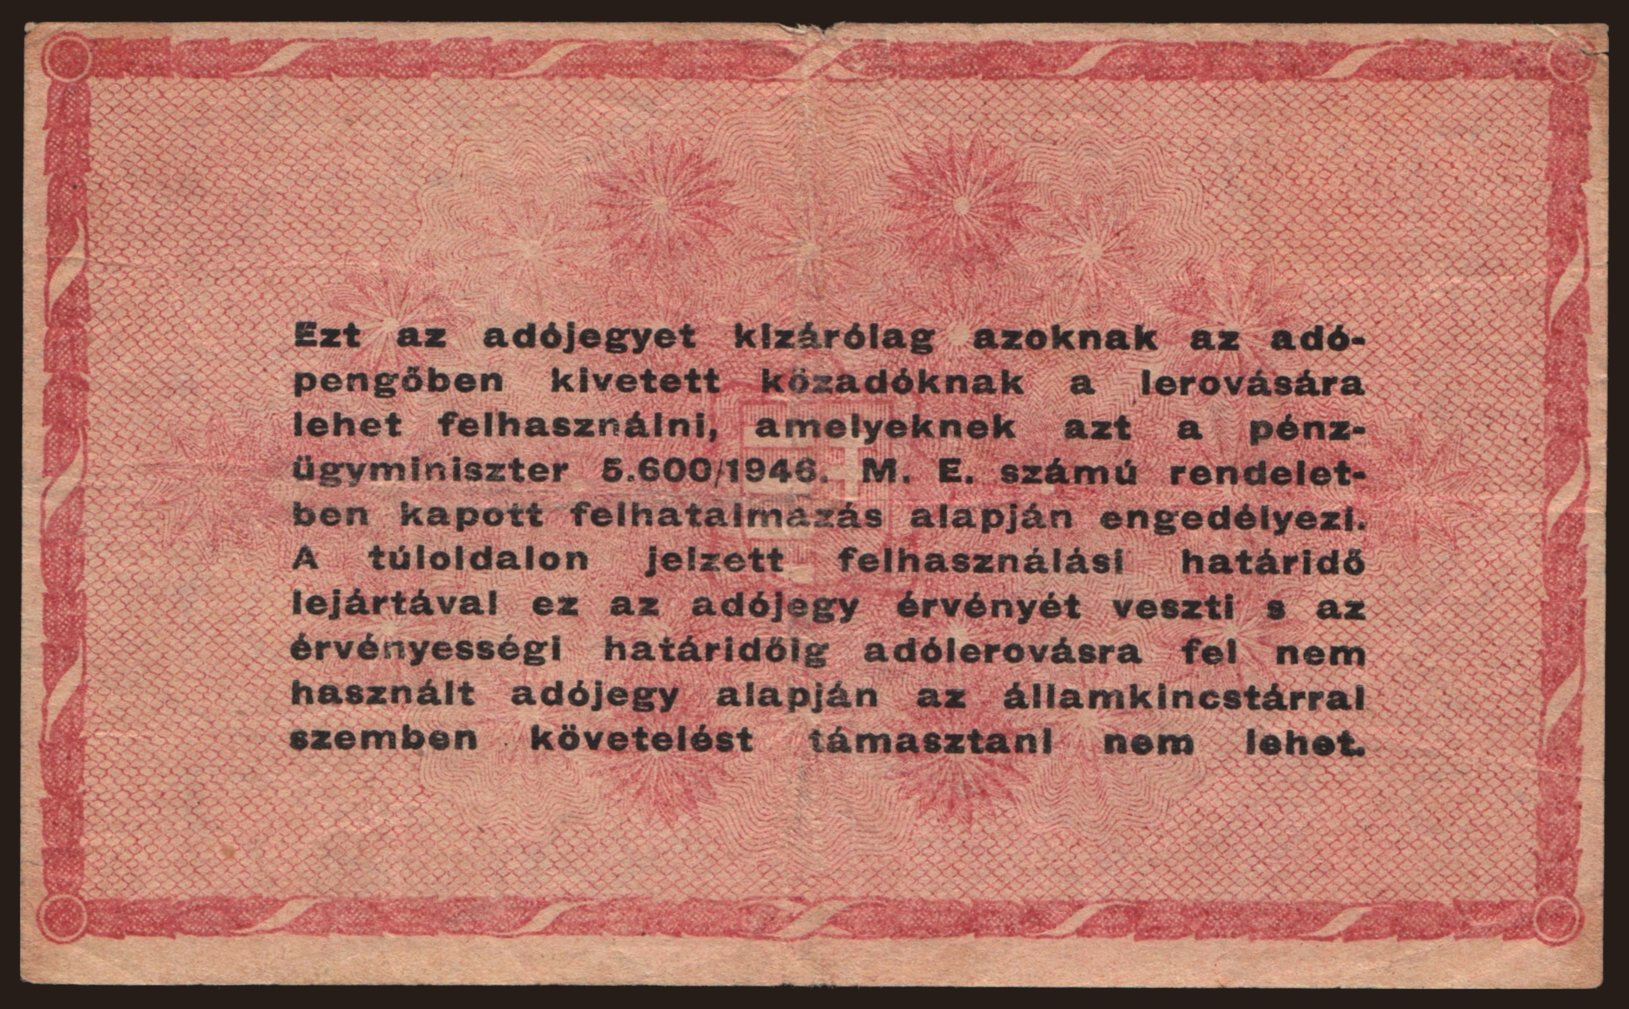 Ezt az adójegyet kizárólag azoknak az adó-
pengőben kivetett közadóknak a lerovására
lehet felhasználni, amelyeknek azt a pénz-
ügyminiszter 5.600/1946. M. E. számú rendelet-
ben kapott felhatalmazás alapján engedélyezi.
A túloldalon jelzett felhasználási határidő
lejártával ez az adójegy érvényét veszti s az
érvényességi határidőig adólerovásra fel nem
használt adójegy alapján az államkincstárral
szemben követelést támasztani nem lehet.